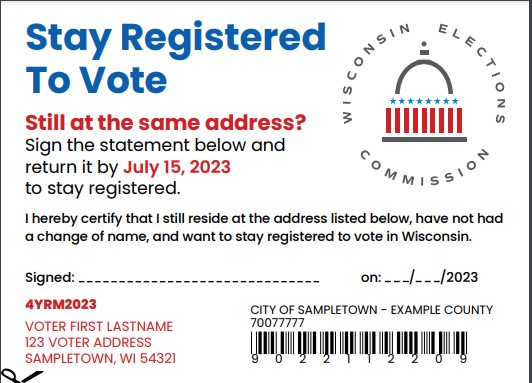 Stay Registered
To Vote
WISCONSIN ELECTIONS
COMMISSION
Still at the same address?
Sign the statement below and
return it by July 15, 2023
to stay registered.
I hereby certify that I still reside at the address listed below, have not had
a change of name, and want to stay registered to vote in Wisconsin.
Signed: ________________________ on: ___/___/2023
4YRM2023
VOTER FIRST LASTNAME
123 VOTER ADDRESS
SAMPLETOWN, WI 54321
CITY OF SAMPLETOWN - EXAMPLE COUNTY
70077777
9 0 2 2 1 1 2 2 0 9